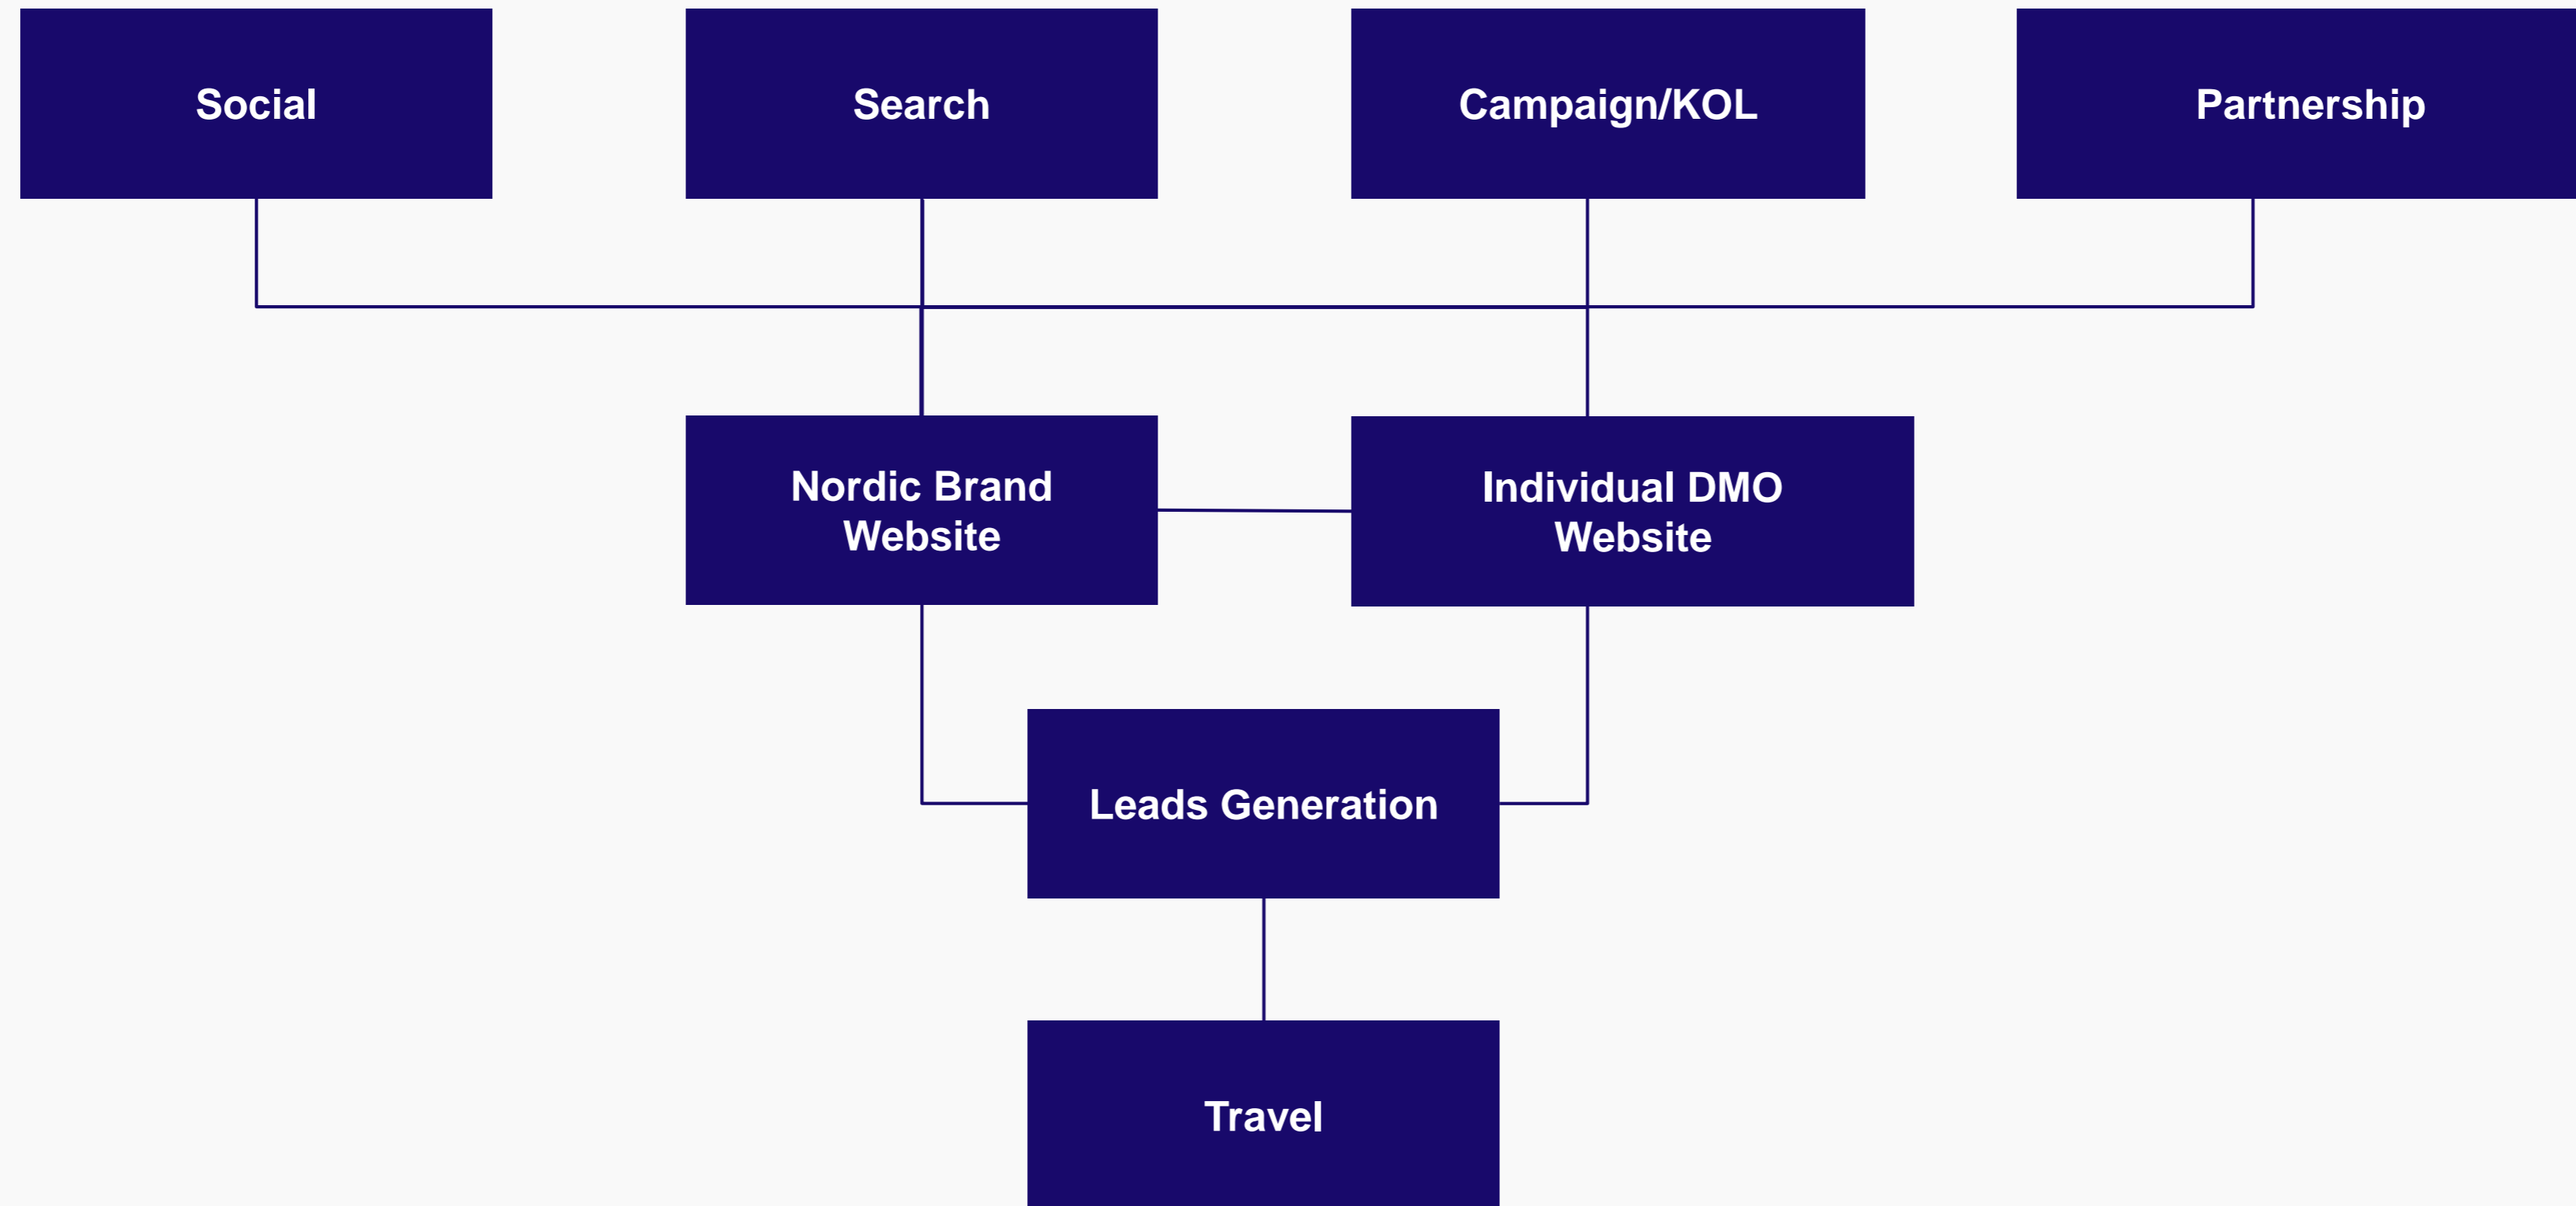 Social
Search
Campaign/KOL
Partnership
Nordic Brand
Website
Individual DMO
Website
Leads Generation
Travel